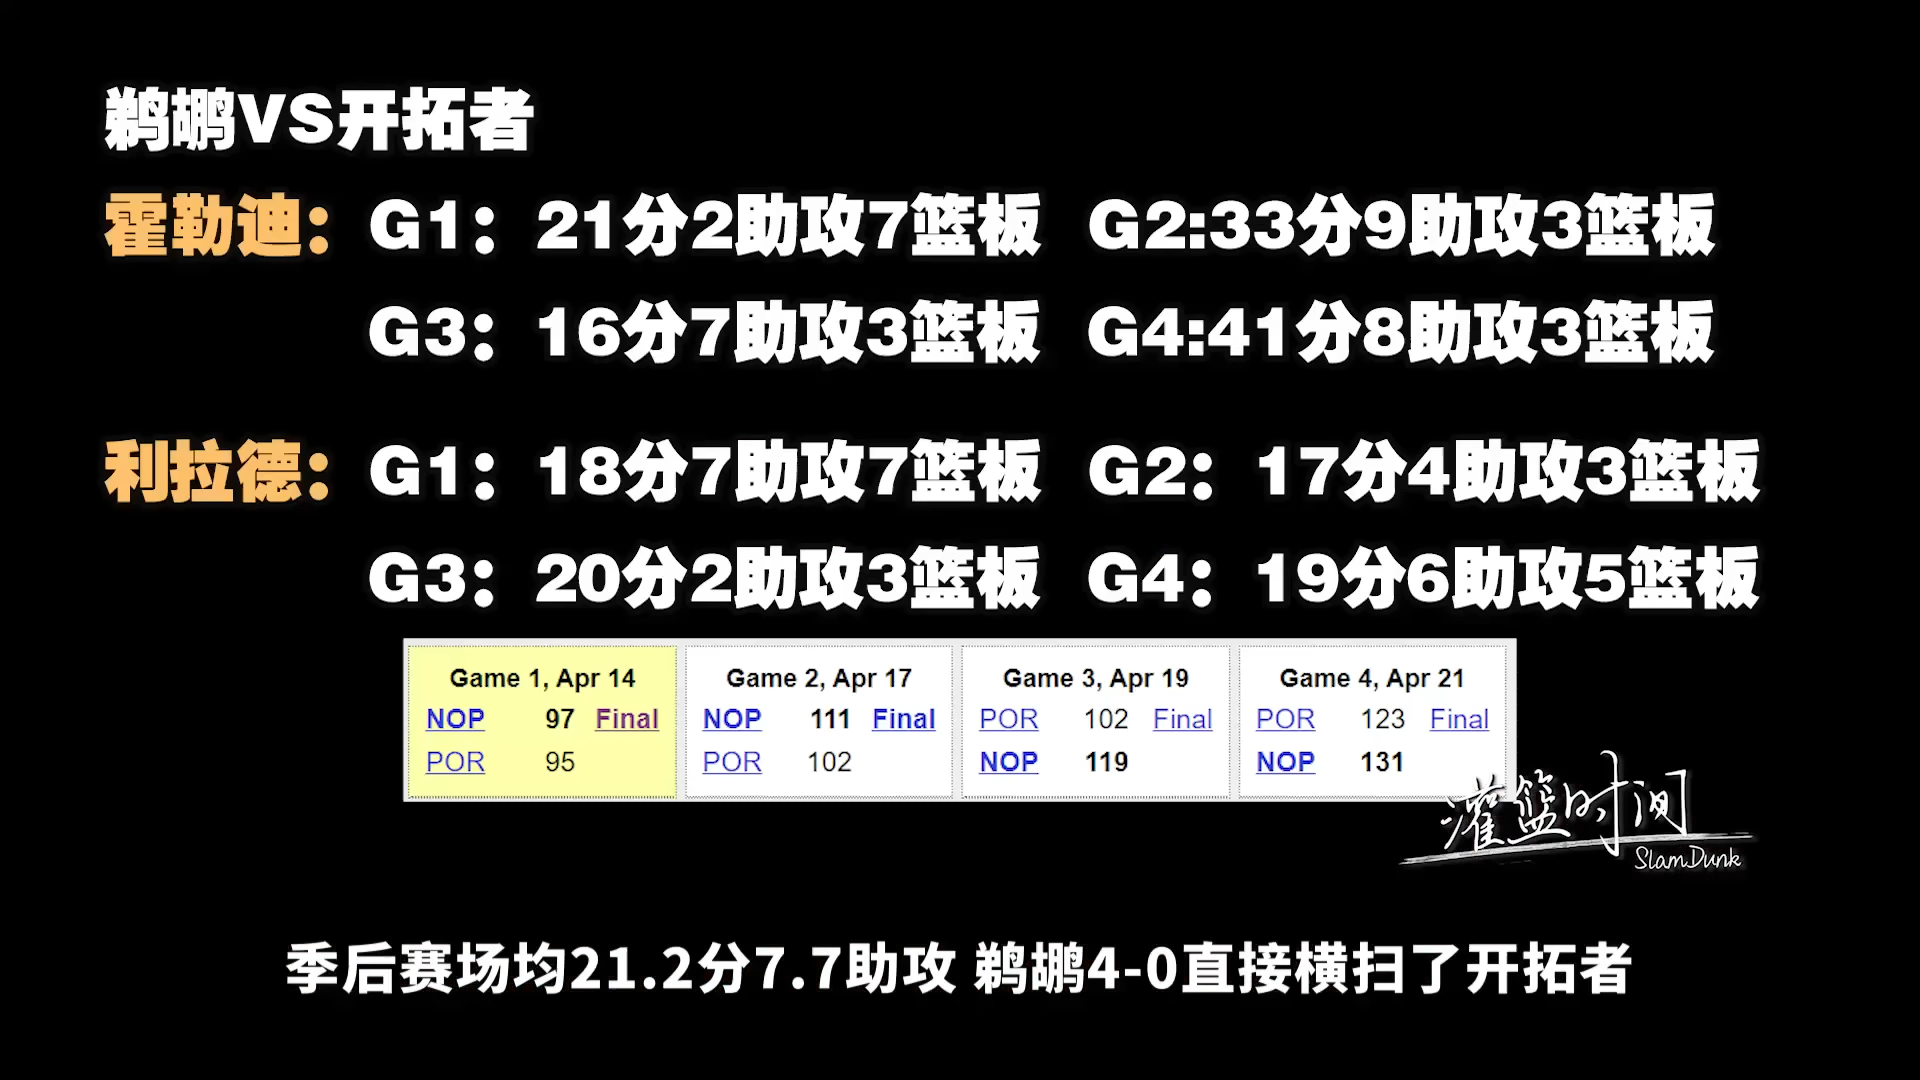 鹈鹕VS开拓者
霍勒迪：G1：21分2助攻7篮板 G2:33分9助攻3篮板
G3：16分7助攻3篮板 G4:41分8助攻3篮板
利拉德：G1：18分7助攻7篮板 G2：17分4助攻3篮板
G3：20分2助攻3篮板 G4：19分6助攻5篮板
Game 1, Apr 14 Game 2, Apr 17 Game 3, Apr 19 Game 4, Apr 21
NOP 97 Final NOP 111 Final POR 102 Final POR 123 Final
POR 95 POR 102 NOP 119 NOP 131
灌篮时间
SlamDunk
季后赛场均21.2分7.7助攻 鹈鹕4-0直接横扫了开拓者